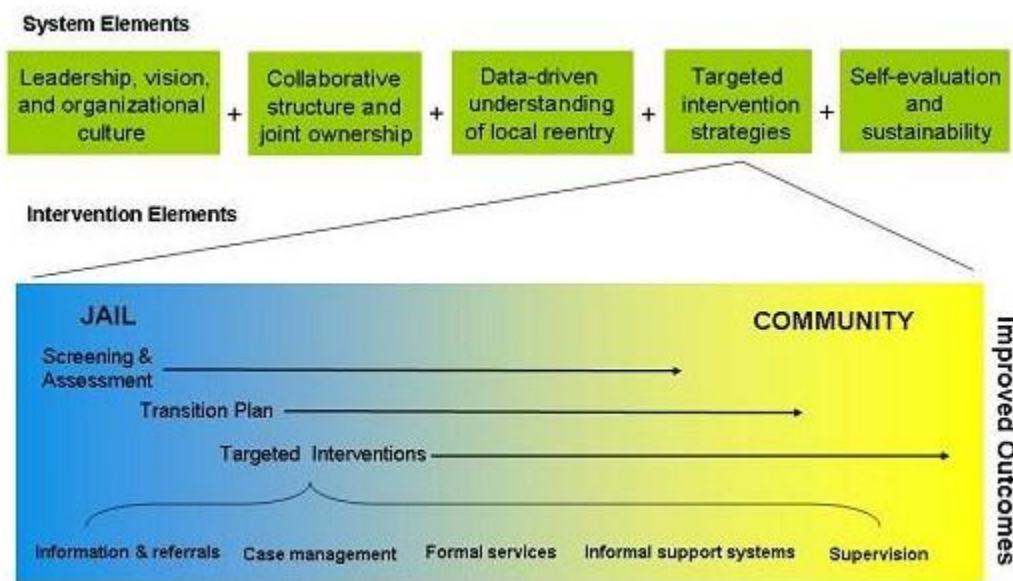 System Elements
Leadership, vision,
and organizational
culture
+
Collaborative
structure and
joint ownership
+
Data-driven
understanding
of local reentry
+
Targeted
intervention
strategies
+
Self-evaluation
and
sustainability
Intervention Elements
JAIL
COMMUNITY
Screening &
Assessment
Transition Plan
Targeted Interventions
Information & referrals
Case management
Formal services
Informal support systems
Supervision
Improved Outcomes